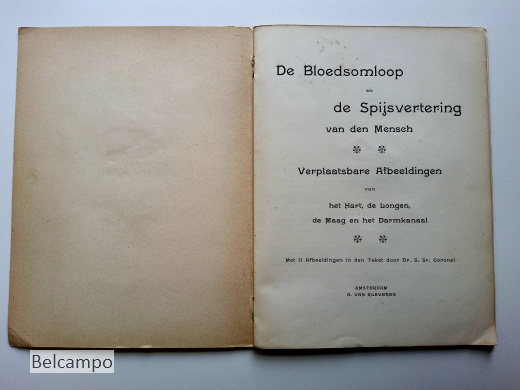 De Bloedsomloop
en
de Spijsvertering
van den Mensch
Verplaatsbare Afbeeldingen
van
het Hart, de Longen,
de Maag en het Darmkanaal
Met 11 Afbeeldingen in den Tekst door Dr. S. Sr. Coronel
AMSTERDAM
A. VAN KLAVEREN
Belcampo